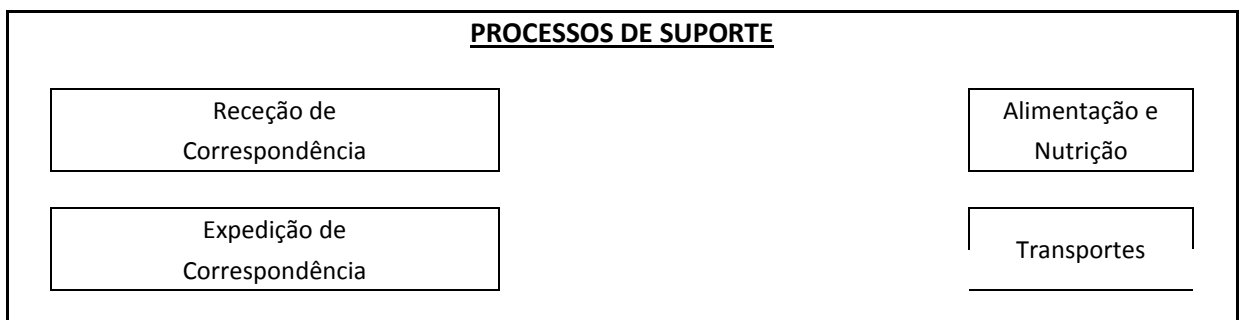 PROCESSOS DE SUPORTE
Receção de
Correspondência
Alimentação e
Nutrição
Expedição de
Correspondência
Transportes